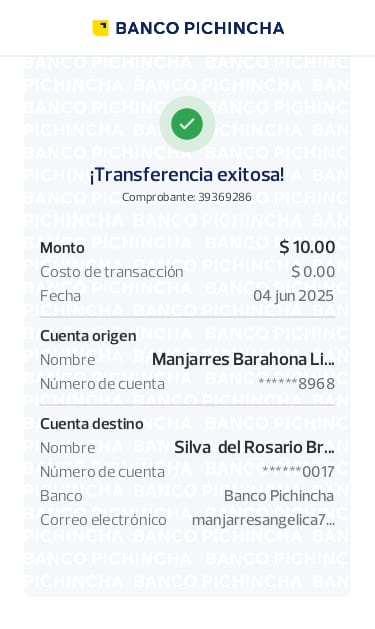 BANCO PICHINCHA
¡Transferencia exitosa!
Comprobante: 39369286
Monto $ 10.00
Costo de transacción $ 0.00
Fecha 04 jun 2025
Cuenta origen
Nombre Manjarres Barahona Li...
Número de cuenta ******8968
Cuenta destino
Nombre Silva  del Rosario Br...
Número de cuenta ******0017
Banco Banco Pichincha
Correo electrónico manjarresangelica7...